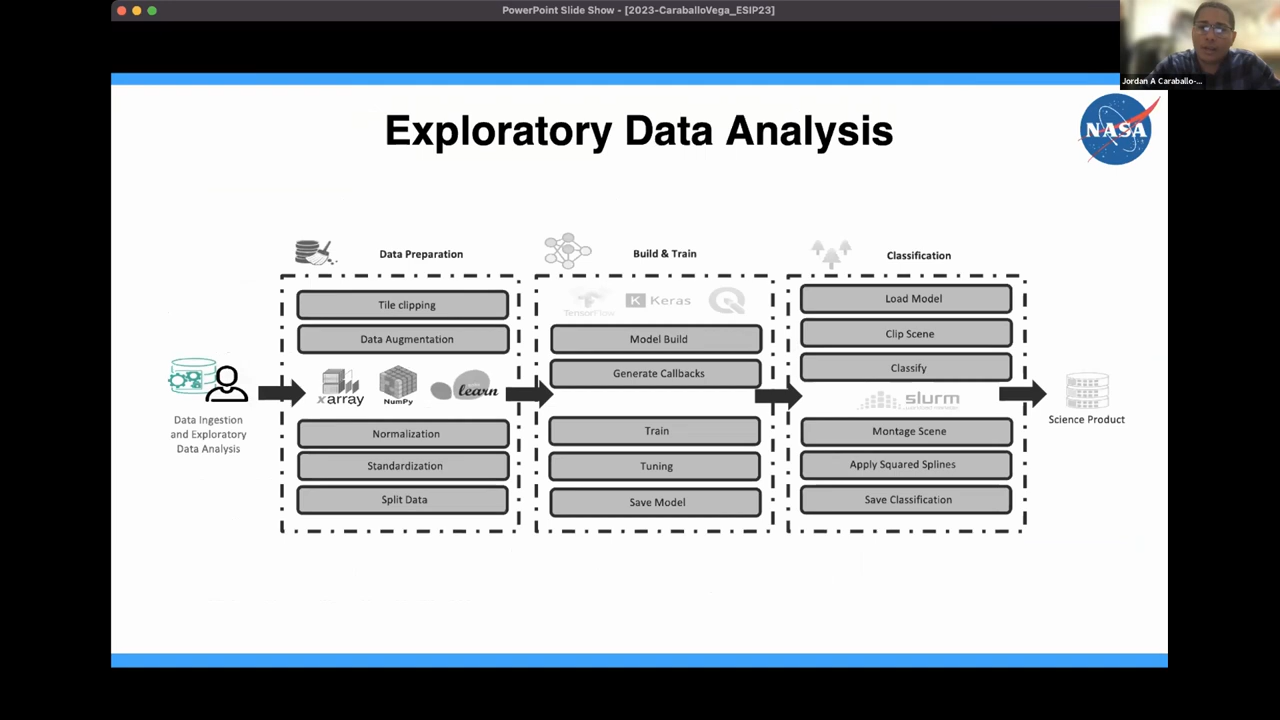 PowerPoint Slide Show - [2023-CaraballoVega_ESIP23]
Jordan A Caraballo-...
Exploratory Data Analysis
NASA
Data Preparation
Build & Train
Classification
Tile clipping
Data Augmentation
xarray
NumPy
learn
Normalization
Standardization
Split Data
TensorFlow
K Keras
Model Build
Generate Callbacks
Train
Tuning
Save Model
Load Model
Clip Scene
Classify
slurm
workload manager
Montage Scene
Apply Squared Splines
Save Classification
Data Ingestion
and Exploratory
Data Analysis
Science Product